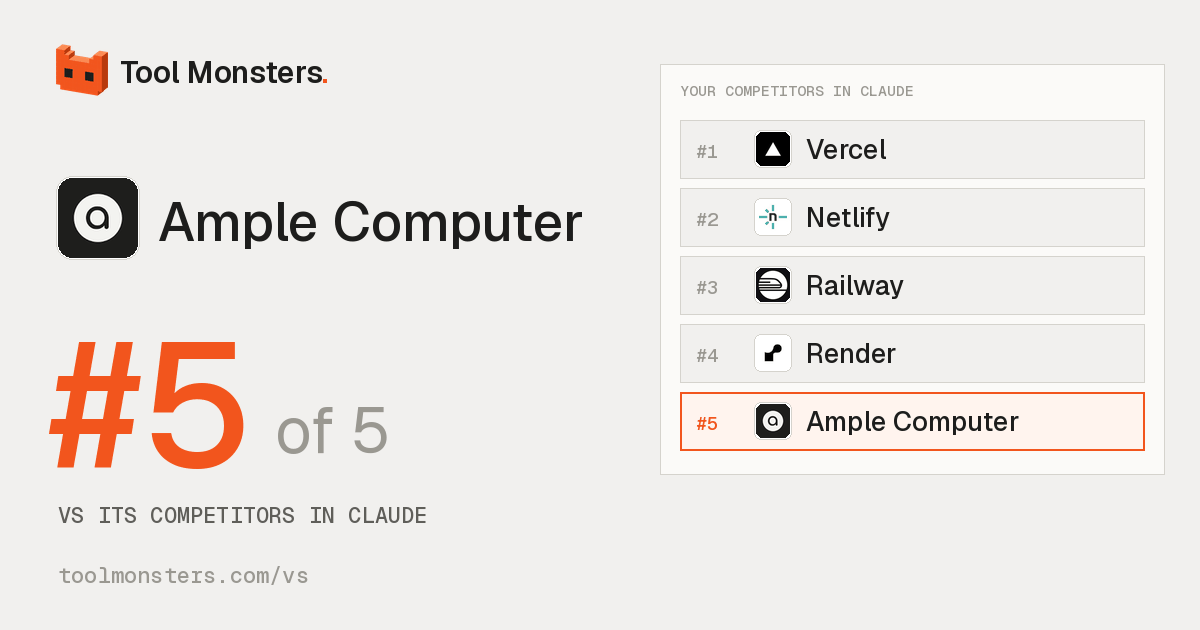 Tool Monsters.
Ample Computer
#5 of 5
VS ITS COMPETITORS IN CLAUDE
toolmonsters.com/vs
YOUR COMPETITORS IN CLAUDE
#1 Vercel
#2 Netlify
#3 Railway
#4 Render
#5 Ample Computer